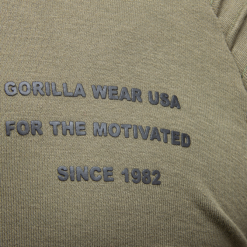 GORILLA WEAR USA
FOR THE MOTIVATED
SINCE 1982